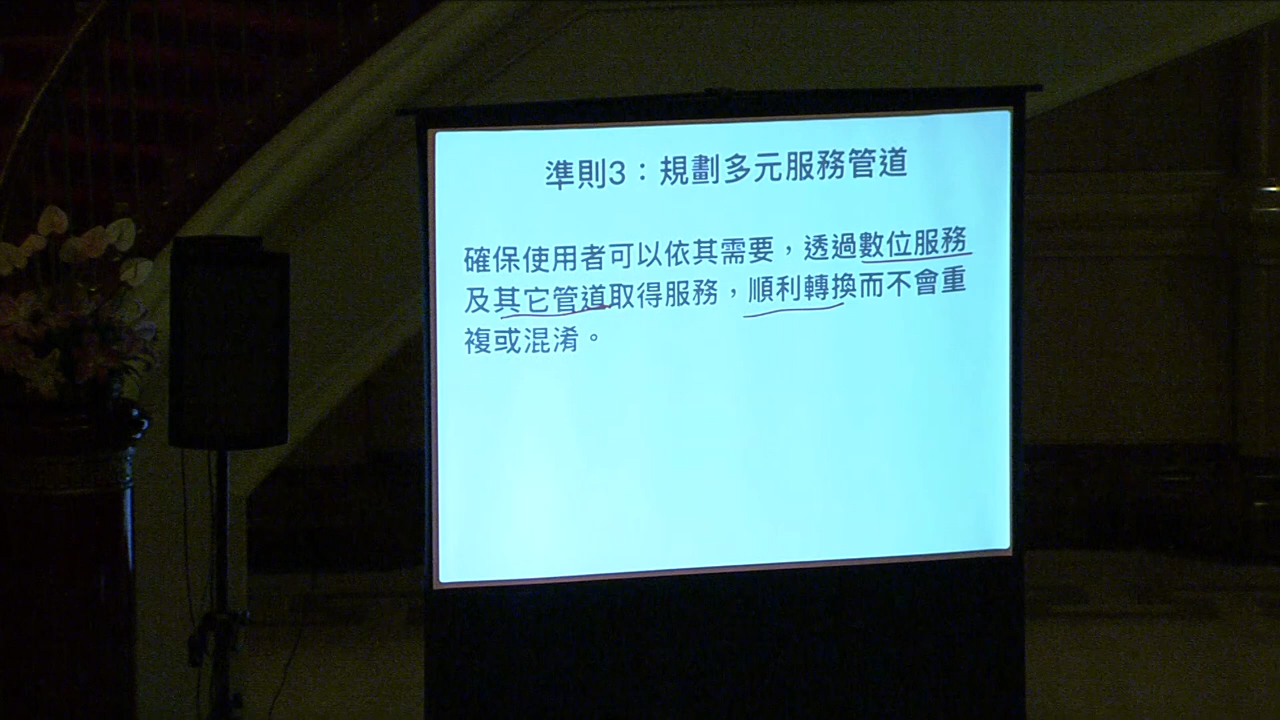 準則3：規劃多元服務管道
確保使用者可以依其需要，透過數位服務
及其它管道取得服務，順利轉換而不會重
複或混淆。